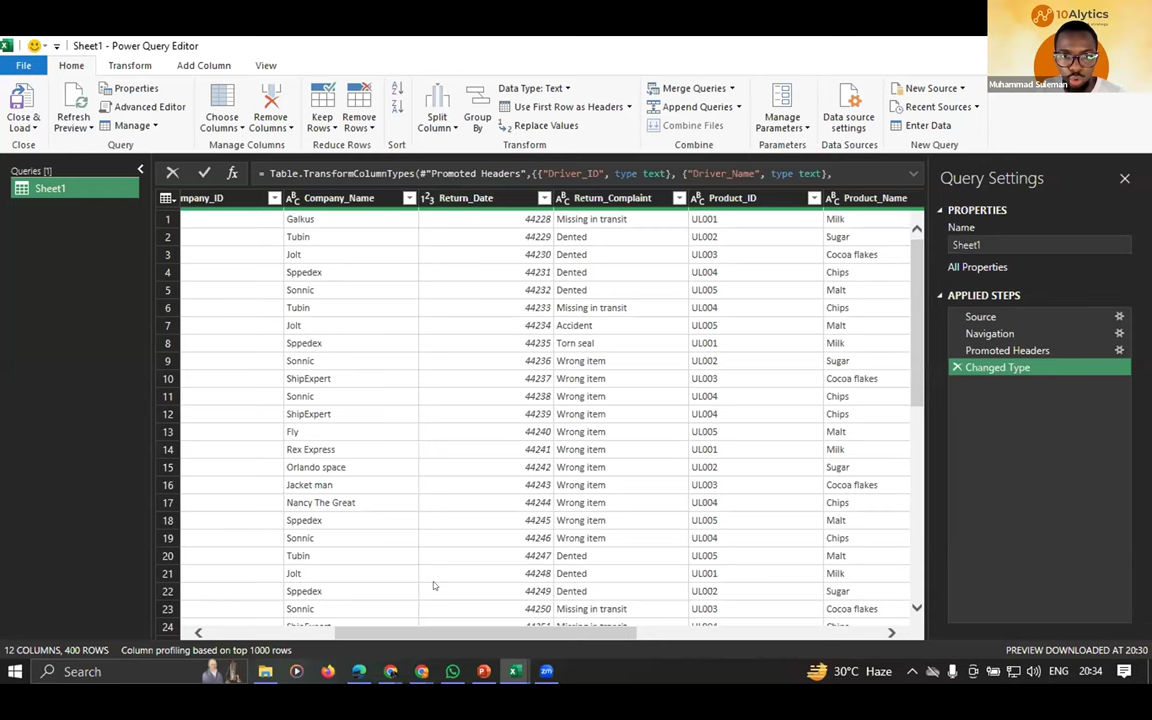 10Alytics
Muhammad Suleman
Sheet1 - Power Query Editor
File Home Transform Add Column View
Close & Load
Close
Refresh Preview
Properties
Advanced Editor
Manage
Query
Choose Columns
Remove Columns
Manage Columns
Keep Rows
Remove Rows
Reduce Rows
Sort
Split Column
Group By
Data Type: Text
Use First Row as Headers
Replace Values
Transform
Merge Queries
Append Queries
Combine Files
Combine
Manage Parameters
Parameters
Data source settings
Data Sources
New Source
Recent Sources
Enter Data
New Query
Queries [1]
Sheet1
= Table.TransformColumnTypes(#"Promoted Headers",{{"Driver_ID", type text}, {"Driver_Name", type text},
mpany_ID Company_Name Return_Date Return_Complaint Product_ID Product_Name
1 Galkus 44228 Missing in transit UL001 Milk
2 Tubin 44229 Dented UL002 Sugar
3 Jolt 44230 Dented UL003 Cocoa flakes
4 Sppedex 44231 Dented UL004 Chips
5 Sonnic 44232 Dented UL005 Malt
6 Tubin 44233 Missing in transit UL004 Chips
7 Jolt 44234 Accident UL005 Malt
8 Sppedex 44235 Torn seal UL001 Milk
9 Sonnic 44236 Wrong item UL002 Sugar
10 ShipExpert 44237 Wrong item UL003 Cocoa flakes
11 Sonnic 44238 Wrong item UL004 Chips
12 ShipExpert 44239 Wrong item UL004 Chips
13 Fly 44240 Wrong item UL005 Malt
14 Rex Express 44241 Wrong item UL001 Milk
15 Orlando space 44242 Wrong item UL002 Sugar
16 Jacket man 44243 Wrong item UL003 Cocoa flakes
17 Nancy The Great 44244 Wrong item UL004 Chips
18 Sppedex 44245 Wrong item UL005 Malt
19 Sonnic 44246 Wrong item UL004 Chips
20 Tubin 44247 Dented UL005 Malt
21 Jolt 44248 Dented UL001 Milk
22 Sppedex 44249 Dented UL002 Sugar
23 Sonnic 44250 Missing in transit UL003 Cocoa flakes
24
Query Settings
PROPERTIES
Name
Sheet1
All Properties
APPLIED STEPS
Source
Navigation
Promoted Headers
Changed Type
12 COLUMNS, 400 ROWS Column profiling based on top 1000 rows PREVIEW DOWNLOADED AT 20:30
Search 30°C Haze ENG 20:34